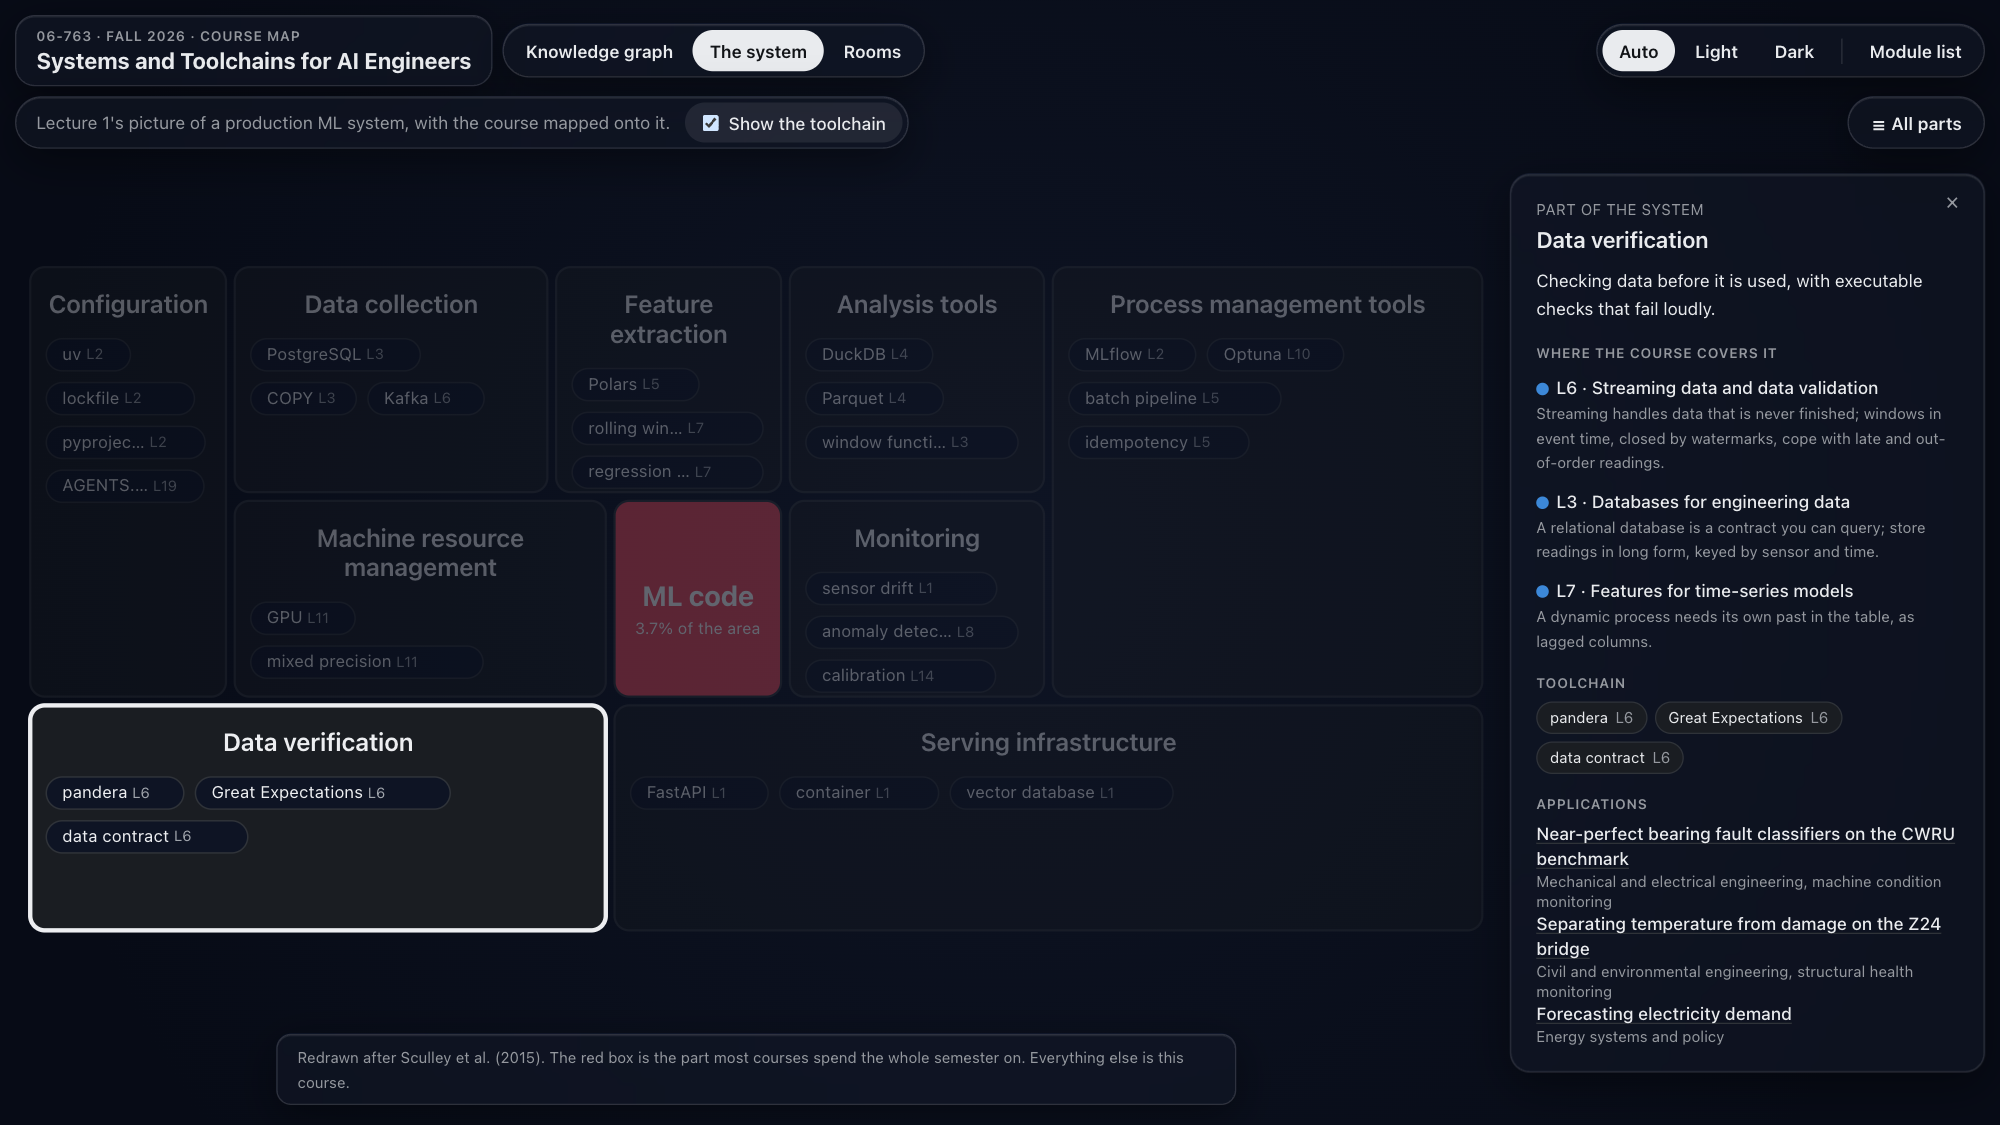 06-763 · FALL 2026 · COURSE MAP
Systems and Toolchains for AI Engineers
Knowledge graph
The system
Rooms
Auto
Light
Dark
Module list
Lecture 1's picture of a production ML system, with the course mapped onto it.
Show the toolchain
≡ All parts
Configuration
uv L2
lockfile L2
pyprojec... L2
AGENTS.... L19
Data collection
PostgreSQL L3
COPY L3
Kafka L6
Feature
extraction
Polars L5
rolling win... L7
regression ... L7
Analysis tools
DuckDB L4
Parquet L4
window functi... L3
Process management tools
MLflow L2
Optuna L10
batch pipeline L5
idempotency L5
Machine resource
management
GPU L11
mixed precision L11
ML code
3.7% of the area
Monitoring
sensor drift L1
anomaly detec... L8
calibration L14
Data verification
pandera L6
Great Expectations L6
data contract L6
Serving infrastructure
FastAPI L1
container L1
vector database L1
Redrawn after Sculley et al. (2015). The red box is the part most courses spend the whole semester on. Everything else is this
course.
PART OF THE SYSTEM
×
Data verification
Checking data before it is used, with executable
checks that fail loudly.
WHERE THE COURSE COVERS IT
L6 · Streaming data and data validation
Streaming handles data that is never finished; windows in
event time, closed by watermarks, cope with late and out-
of-order readings.
L3 · Databases for engineering data
A relational database is a contract you can query; store
readings in long form, keyed by sensor and time.
L7 · Features for time-series models
A dynamic process needs its own past in the table, as
lagged columns.
TOOLCHAIN
pandera L6
Great Expectations L6
data contract L6
APPLICATIONS
Near-perfect bearing fault classifiers on the CWRU
benchmark
Mechanical and electrical engineering, machine condition
monitoring
Separating temperature from damage on the Z24
bridge
Civil and environmental engineering, structural health
monitoring
Forecasting electricity demand
Energy systems and policy